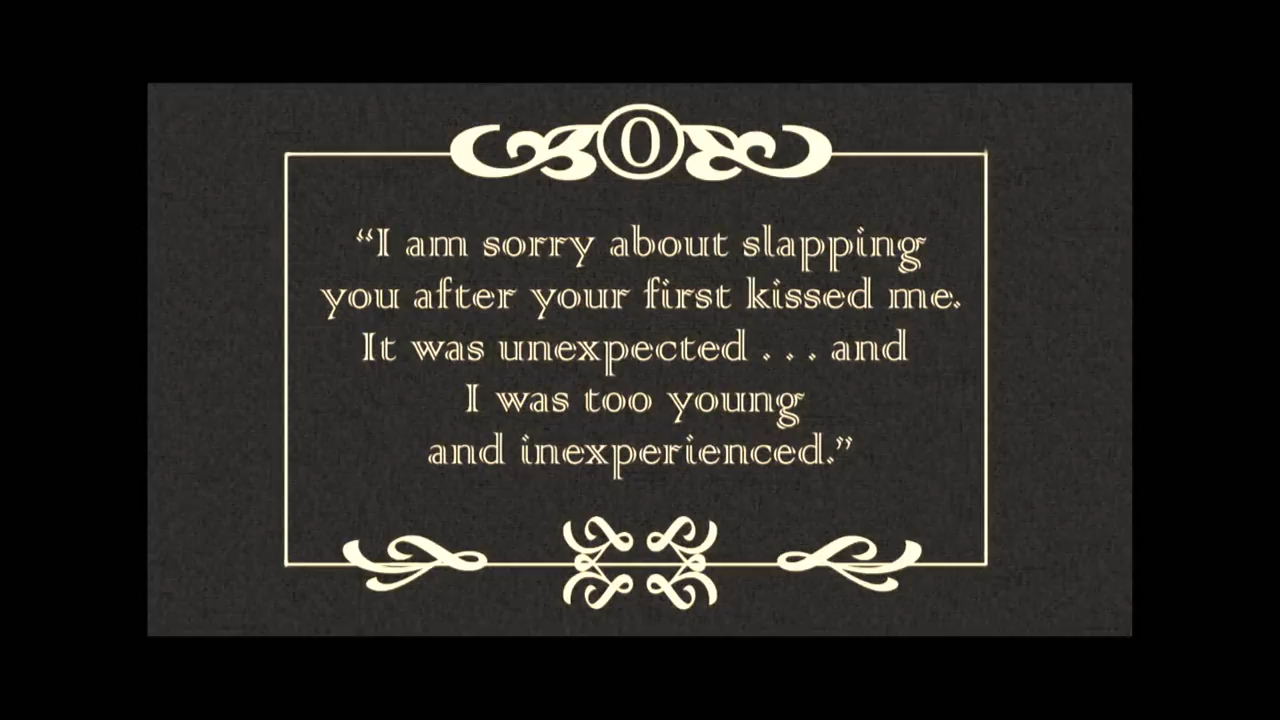 O
“I am sorry about slapping
you after your first kissed me.
It was unexpected . . . and
I was too young
and inexperienced.”